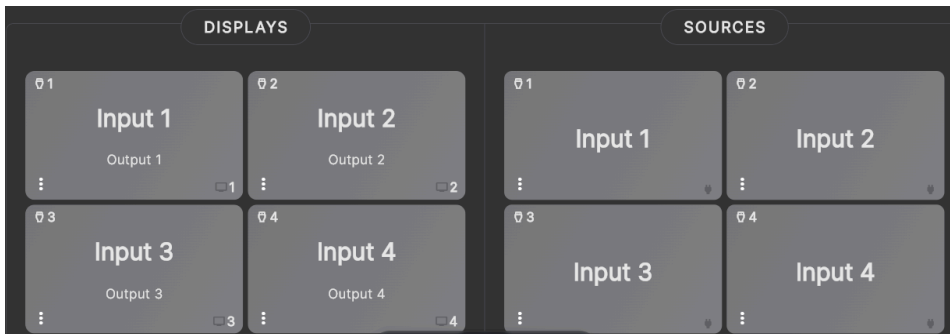 DISPLAYS
1
Input 1
Output 1
1
2
Input 2
Output 2
2
3
Input 3
Output 3
3
4
Input 4
Output 4
4
SOURCES
1
Input 1
2
Input 2
3
Input 3
4
Input 4